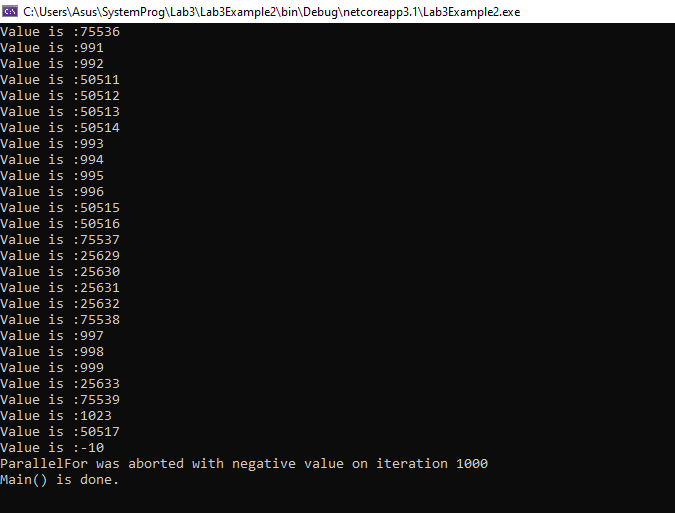 C:\Users\Asus\SystemProg\Lab3\Lab3Example2\bin\Debug\netcoreapp3.1\Lab3Example2.exe
Value is :75536
Value is :991
Value is :992
Value is :50511
Value is :50512
Value is :50513
Value is :50514
Value is :993
Value is :994
Value is :995
Value is :996
Value is :50515
Value is :50516
Value is :75537
Value is :25629
Value is :25630
Value is :25631
Value is :25632
Value is :75538
Value is :997
Value is :998
Value is :999
Value is :25633
Value is :75539
Value is :1023
Value is :50517
Value is :-10
ParallelFor was aborted with negative value on iteration 1000
Main() is done.